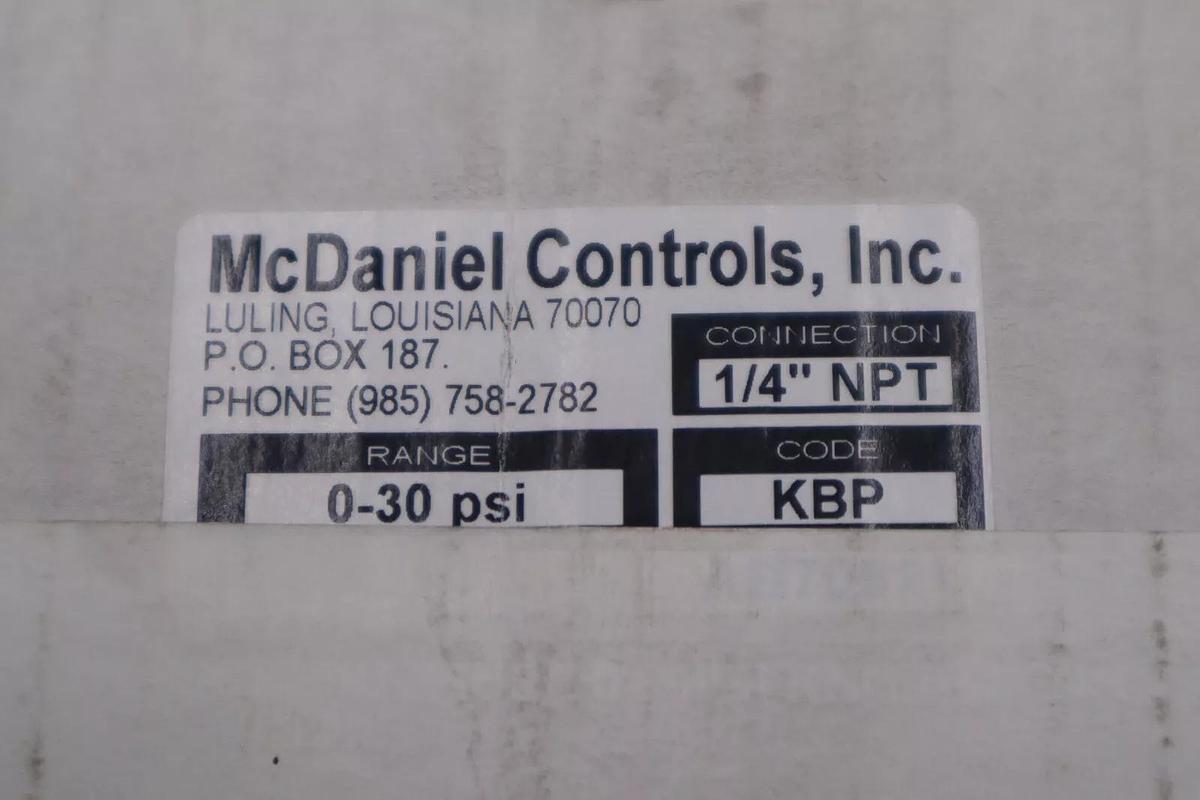 McDaniel Controls, Inc.
LULING, LOUISIANA 70070
P.O. BOX 187.
PHONE (985) 758-2782
CONNECTION
1/4" NPT
RANGE
0-30 psi
CODE
KBP